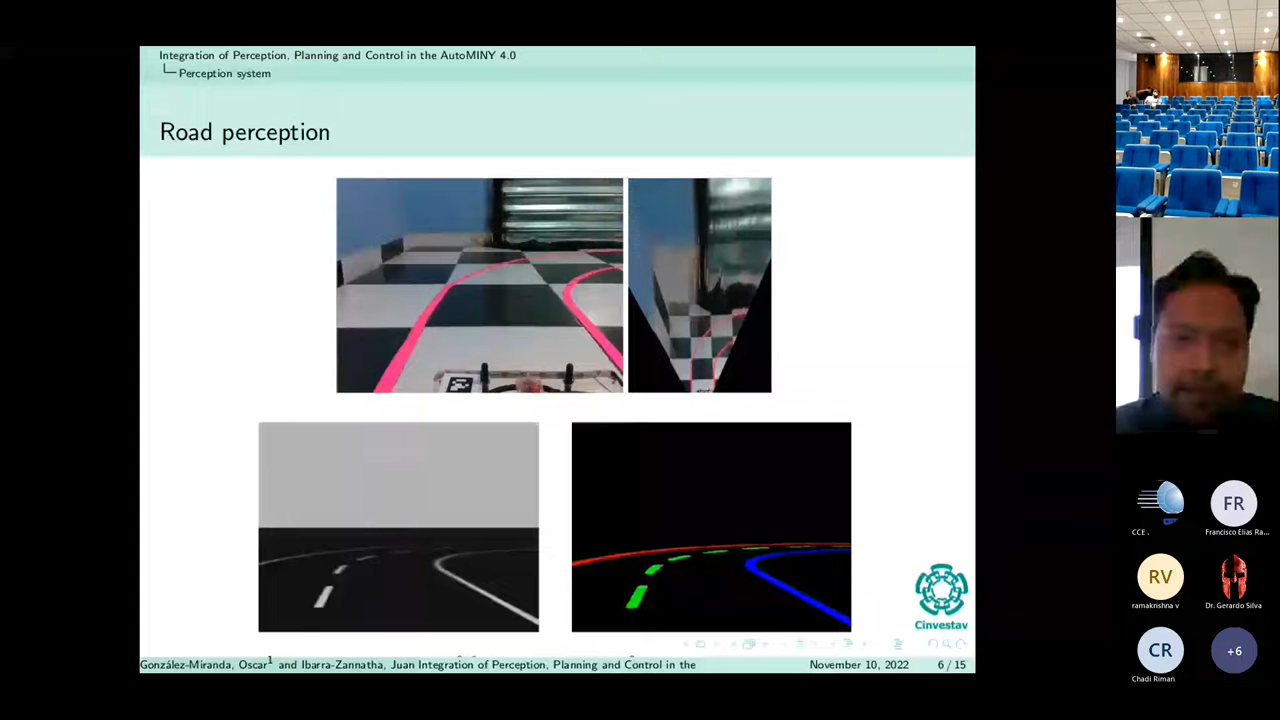 Integration of Perception, Planning and Control in the AutoMINY 4.0
Perception system
Road perception
Cinvestav
González-Miranda, Oscar1 and Ibarra-Zannatha, Juan Integration of Perception, Planning and Control in the
November 10, 2022
6 / 15
CCE .
FR
Francisco Elias Ra...
RV
ramakrishna v
Dr. Gerardo Silva
CR
Chadi Riman
+6